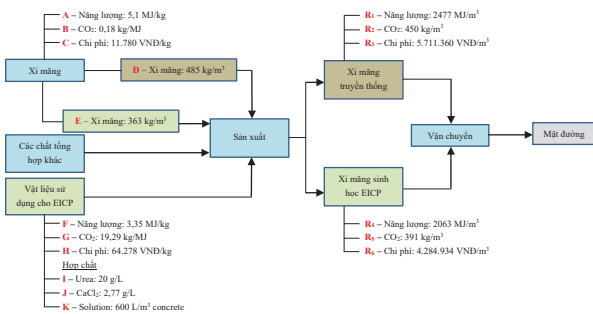 A – Năng lượng: 5,1 MJ/kg
B – CO₂: 0,18 kg/MJ
C – Chi phí: 11.780 VNĐ/kg
Xi măng
D – Xi măng: 485 kg/m³
E – Xi măng: 363 kg/m³
Các chất tổng
hợp khác
Vật liệu sử
dụng cho EICP
F – Năng lượng: 3,35 MJ/kg
G – CO₂: 19,29 kg/MJ
H – Chi phí: 64.278 VNĐ/kg
Hợp chất
I – Urea: 20 g/L
J – CaCl₂: 2,77 g/L
K – Solution: 600 L/m³ concrete
Sản xuất
R₁ – Năng lượng: 2477 MJ/m³
R₂ – CO₂: 450 kg/m³
R₃ – Chi phí: 5.711.360 VNĐ/m³
Xi măng
truyền thống
Xi măng sinh
học EICP
R₄ – Năng lượng: 2063 MJ/m³
R₅ – CO₂: 391 kg/m³
R₆ – Chi phí: 4.284.934 VNĐ/m³
Vận chuyển
Mặt đường